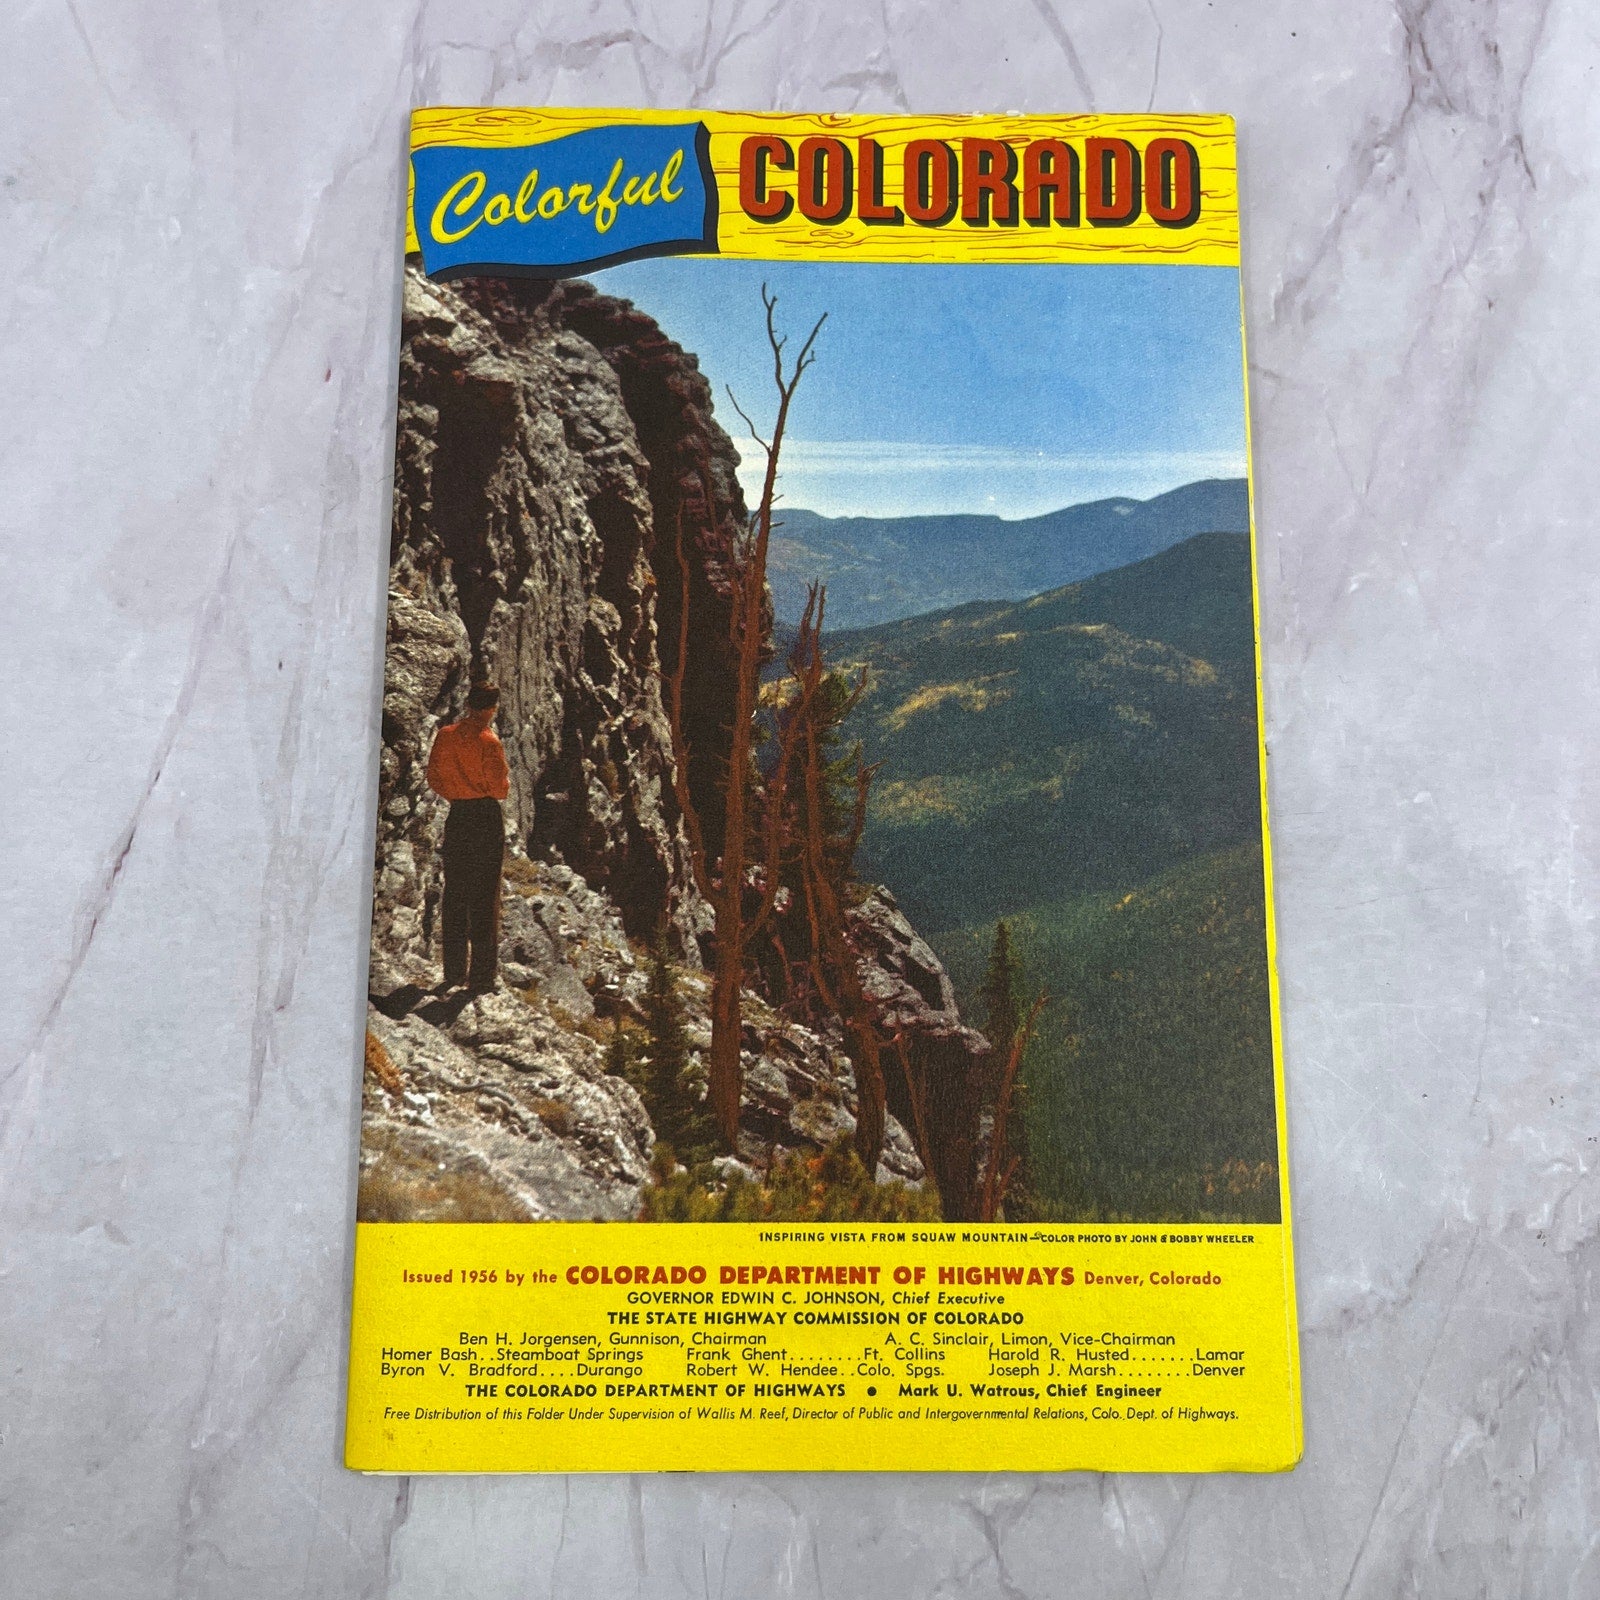 Colorful COLORADO
INSPIRING VISTA FROM SQUAW MOUNTAIN—COLOR PHOTO BY JOHN & BOBBY WHEELER
Issued 1956 by the COLORADO DEPARTMENT OF HIGHWAYS Denver, Colorado
GOVERNOR EDWIN C. JOHNSON, Chief Executive
THE STATE HIGHWAY COMMISSION OF COLORADO
Ben H. Jorgensen, Gunnison, Chairman A. C. Sinclair, Limon, Vice-Chairman
Homer Bash..Steamboat Springs Frank Ghent........Ft. Collins Harold R. Husted.......Lamar
Byron V. Bradford....Durango Robert W. Hendee..Colo. Spgs. Joseph J. Marsh........Denver
THE COLORADO DEPARTMENT OF HIGHWAYS • Mark U. Watrous, Chief Engineer
Free Distribution of this Folder Under Supervision of Wallis M. Reef, Director of Public and Intergovernmental Relations, Colo. Dept. of Highways.